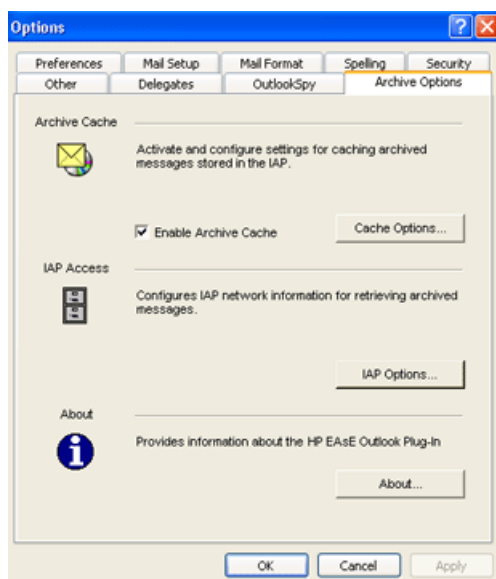 Options
Preferences Mail Setup Mail Format Spelling Security
Other Delegates OutlookSpy Archive Options
Archive Cache
Activate and configure settings for caching archived
messages stored in the IAP.
Enable Archive Cache Cache Options...
IAP Access
Configures IAP network information for retrieving archived
messages.
IAP Options...
About
Provides information about the HP EAsE Outlook Plug-In
About...
OK Cancel Apply